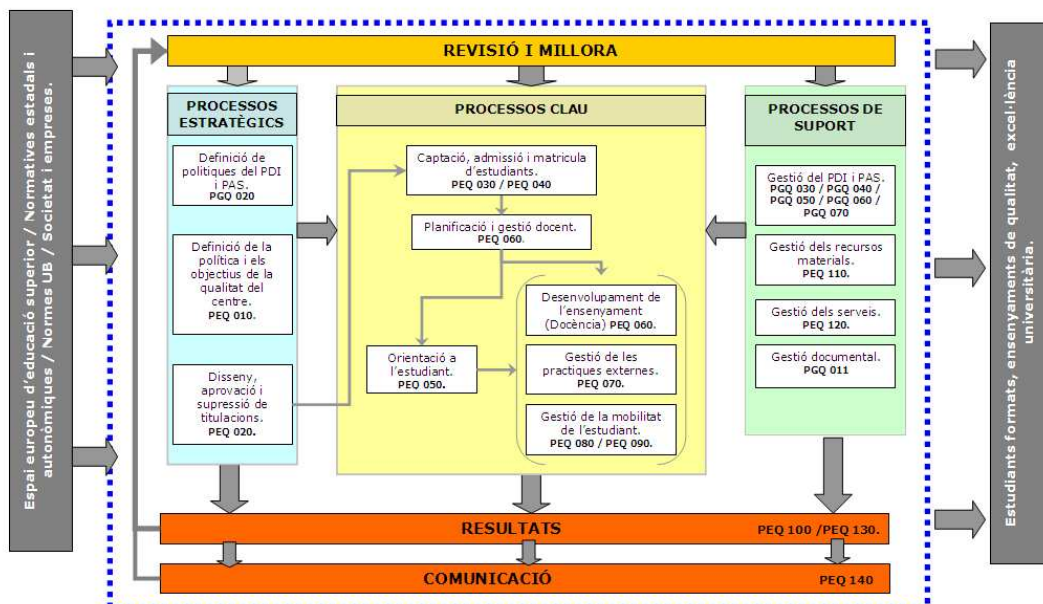 Espai europeu d'educació superior / Normatives estadals i
autonòmiques / Normes UB / Societat i empreses.
REVISIÓ I MILLORA
PROCESSOS
ESTRATÈGICS
Definició de
politiques del PDI
i PAS.
PGQ 020
Definició de la
política i els
objectius de la
qualitat del
centre.
PEQ 010.
Disseny,
aprovació i
supressió de
titulacions.
PEQ 020.
PROCESSOS CLAU
Captació, admissió i matricula
d'estudiants.
PEQ 030 / PEQ 040
Planificació i gestió docent.
PEQ 060.
Desenvolupament de
l'ensenyament
(Docència) PEQ 060.
Orientació a
l'estudiant.
PEQ 050.
Gestió de les
practiques externes.
PEQ 070.
Gestió de la mobilitat
de l'estudiant.
PEQ 080 / PEQ 090.
PROCESSOS DE
SUPORT
Gestió del PDI i PAS.
PGQ 030 / PGQ 040 /
PGQ 050 / PGQ 060 /
PGQ 070
Gestió dels recursos
materials.
PEQ 110.
Gestió dels serveis.
PEQ 120.
Gestió documental.
PGQ 011
RESULTATS PEQ 100 /PEQ 130.
COMUNICACIÓ PEQ 140
Estudiants formats, ensenyaments de qualitat, excel·lència
universitària.